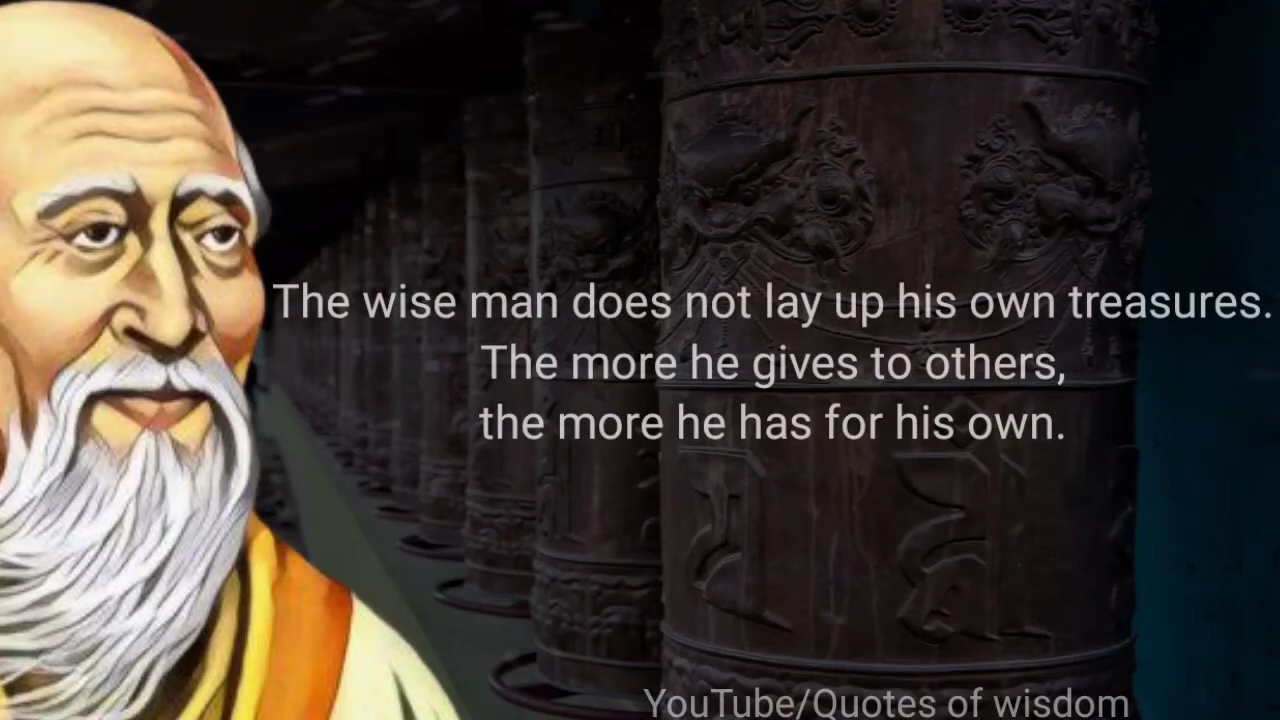 The wise man does not lay up his own treasures.
The more he gives to others,
the more he has for his own.
YouTube/Quotes of wisdom